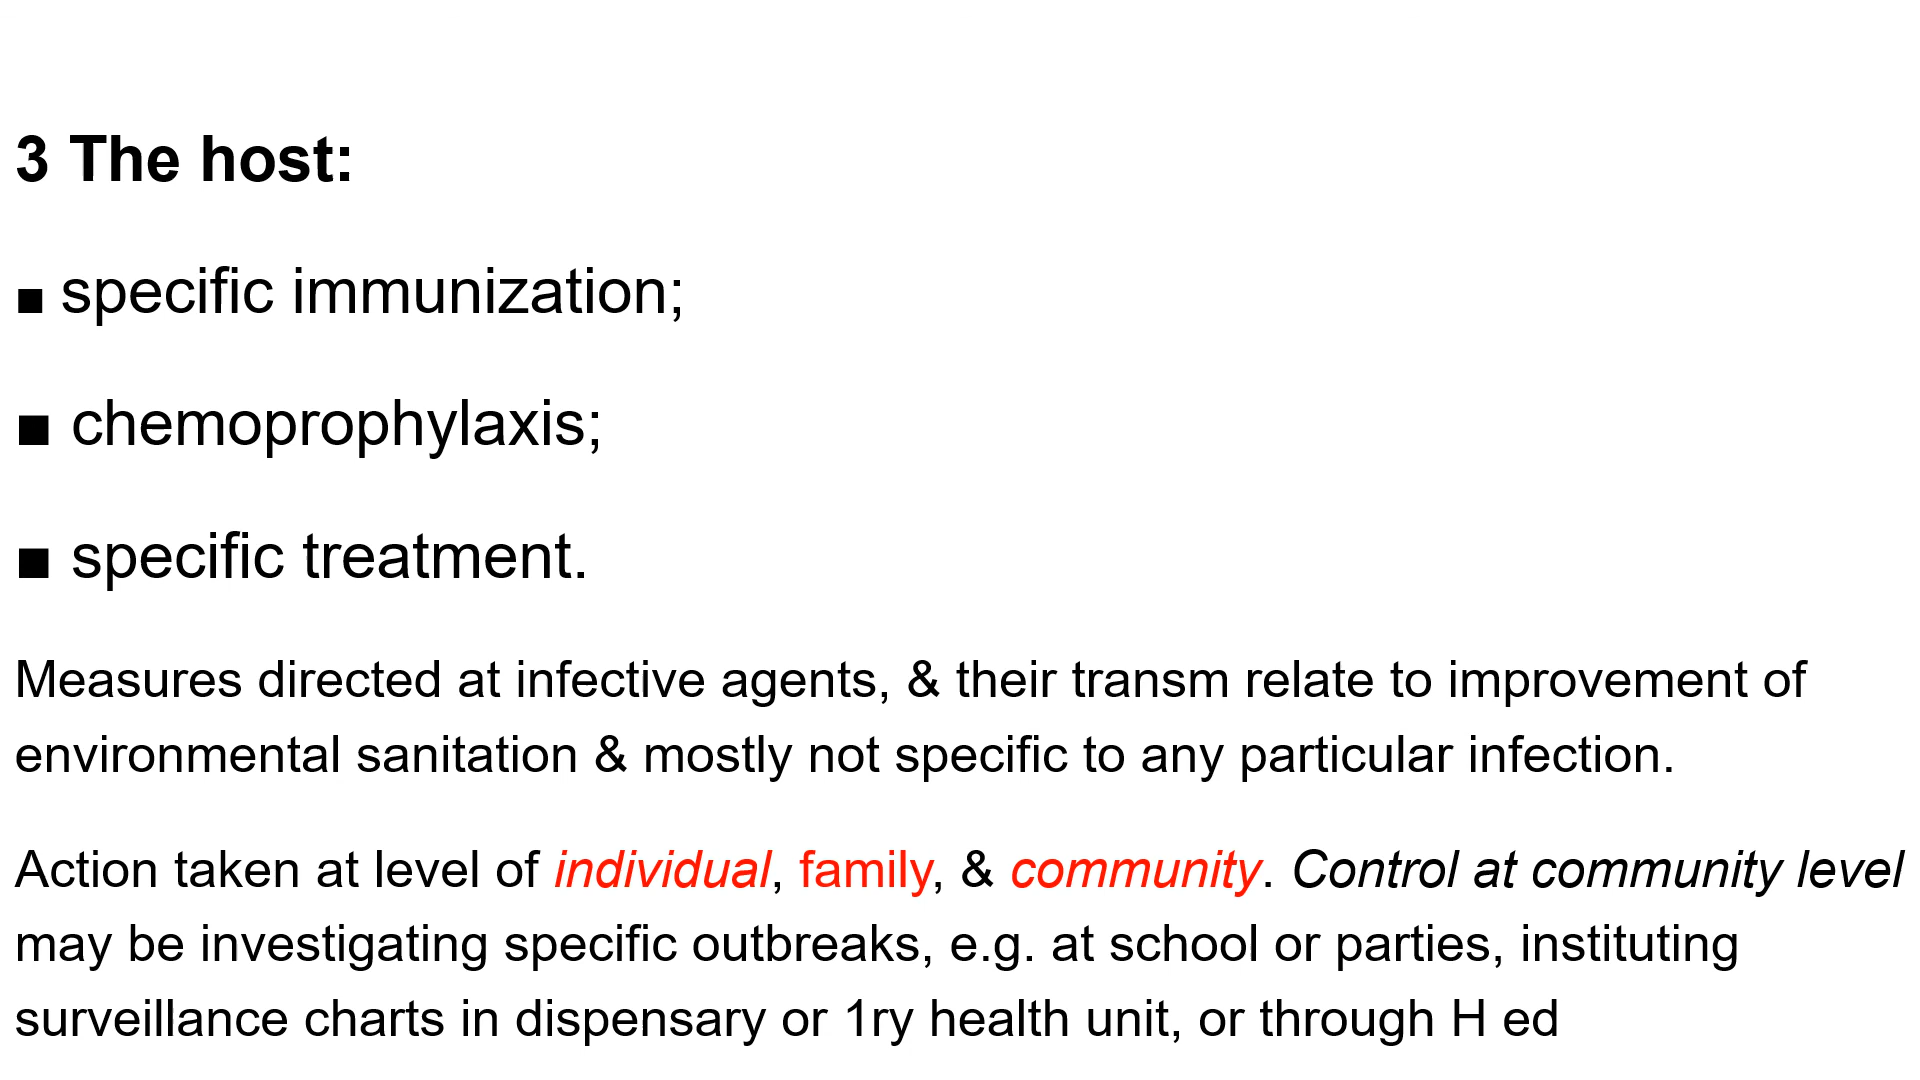 3 The host:
■ specific immunization;
■ chemoprophylaxis;
■ specific treatment.
Measures directed at infective agents, & their transm relate to improvement of
environmental sanitation & mostly not specific to any particular infection.
Action taken at level of individual, family, & community. Control at community level
may be investigating specific outbreaks, e.g. at school or parties, instituting
surveillance charts in dispensary or 1ry health unit, or through H ed